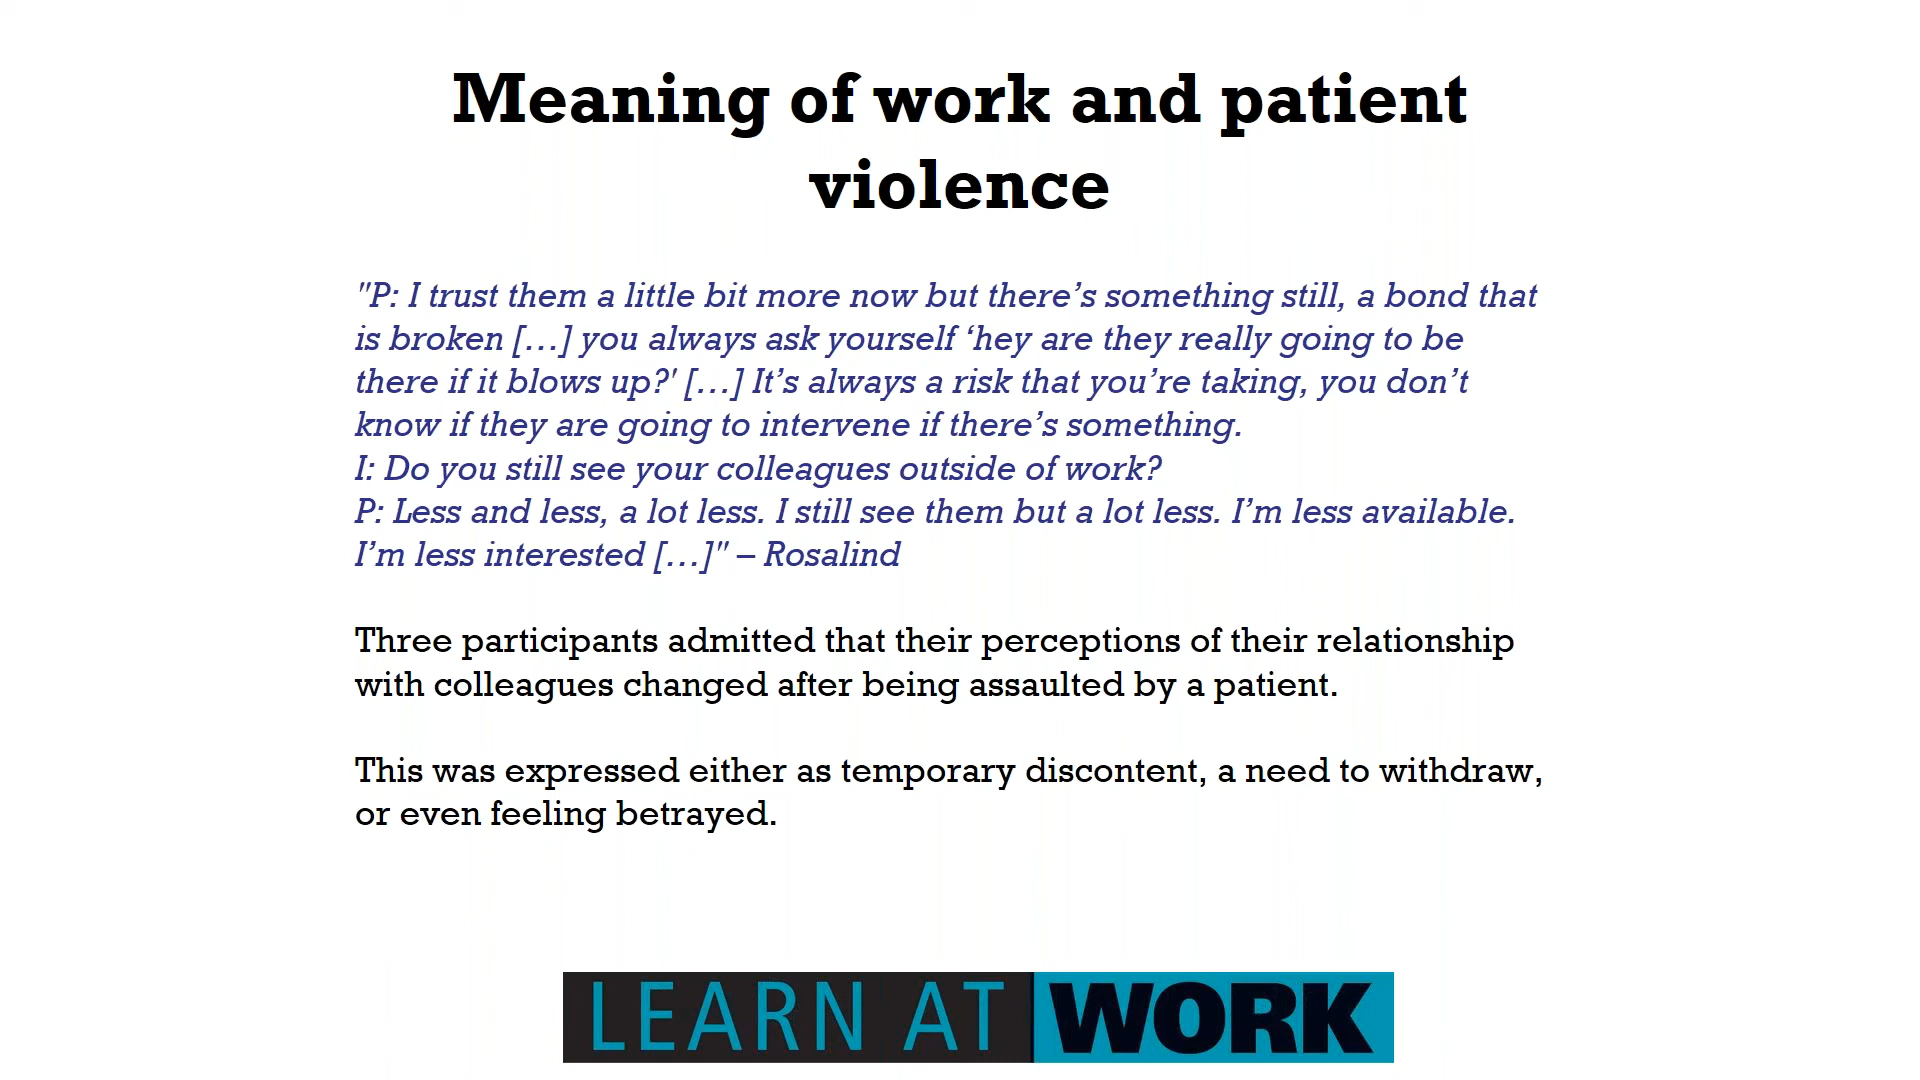 Meaning of work and patient
violence
"P: I trust them a little bit more now but there’s something still, a bond that
is broken […] you always ask yourself ‘hey are they really going to be
there if it blows up?' […] It’s always a risk that you’re taking, you don’t
know if they are going to intervene if there’s something.
I: Do you still see your colleagues outside of work?
P: Less and less, a lot less. I still see them but a lot less. I’m less available.
I’m less interested […]" – Rosalind
Three participants admitted that their perceptions of their relationship
with colleagues changed after being assaulted by a patient.
This was expressed either as temporary discontent, a need to withdraw,
or even feeling betrayed.
LEARN AT WORK